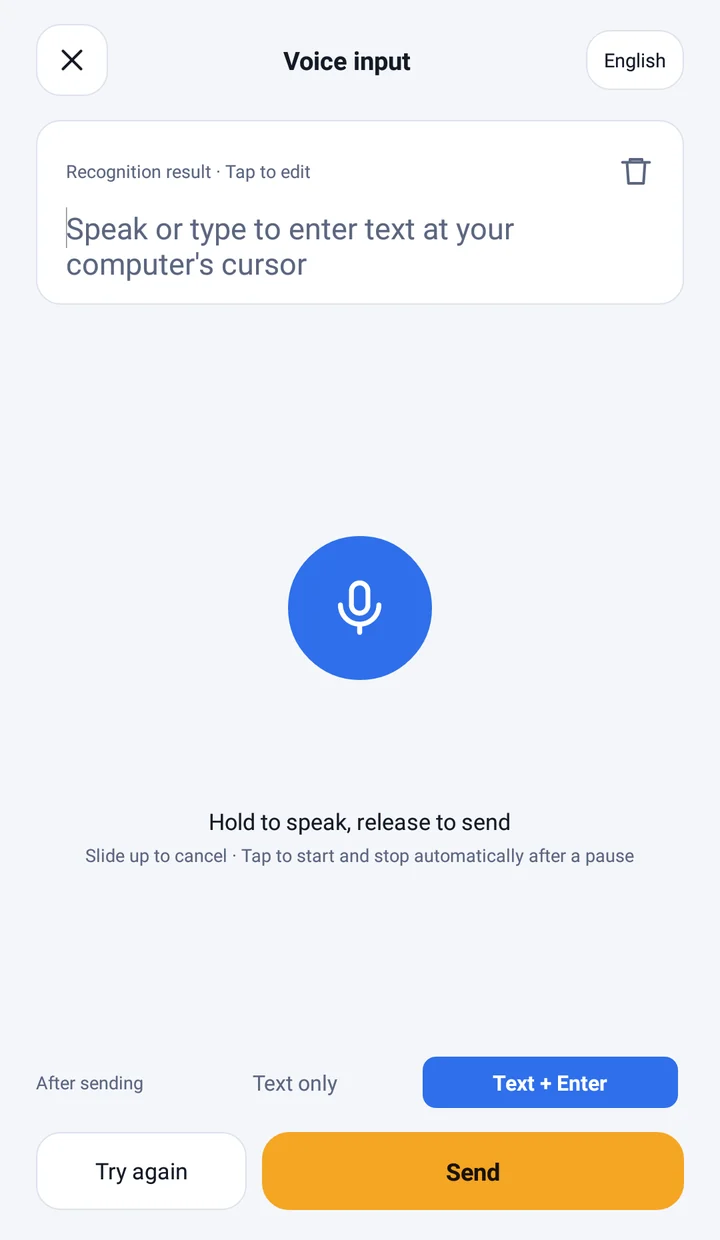 Voice input
English
Recognition result · Tap to edit
Speak or type to enter text at your
computer's cursor
Hold to speak, release to send
Slide up to cancel · Tap to start and stop automatically after a pause
After sending
Text only
Text + Enter
Try again
Send